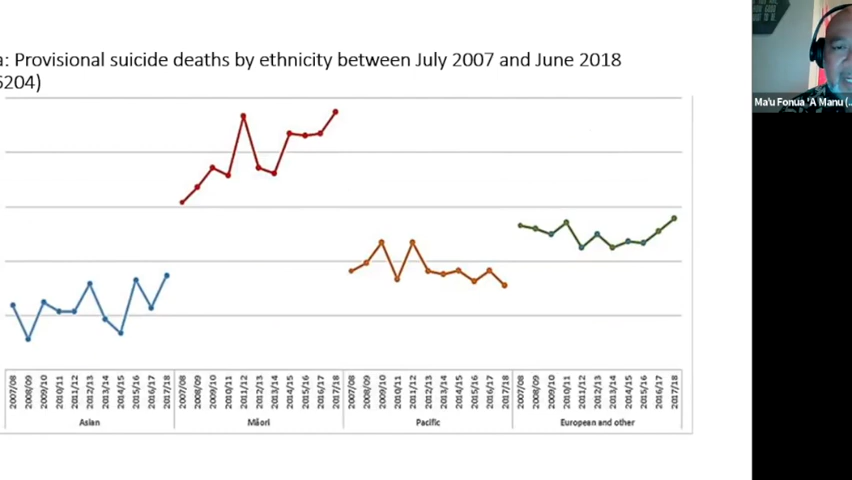 a: Provisional suicide deaths by ethnicity between July 2007 and June 2018
6204)
Ma'u Fonua 'A Manu (...
2007/08 2008/09 2009/10 2010/11 2011/12 2012/13 2013/14 2014/15 2015/16 2016/17 2017/18 2007/08 2008/09 2009/10 2010/11 2011/12 2012/13 2013/14 2014/15 2015/16 2016/17 2017/18 2007/08 2008/09 2009/10 2010/11 2011/12 2012/13 2013/14 2014/15 2015/16 2016/17 2017/18 2007/08 2008/09 2009/10 2010/11 2011/12 2012/13 2013/14 2014/15 2015/16 2016/17 2017/18
Asian Māori Pacific European and other